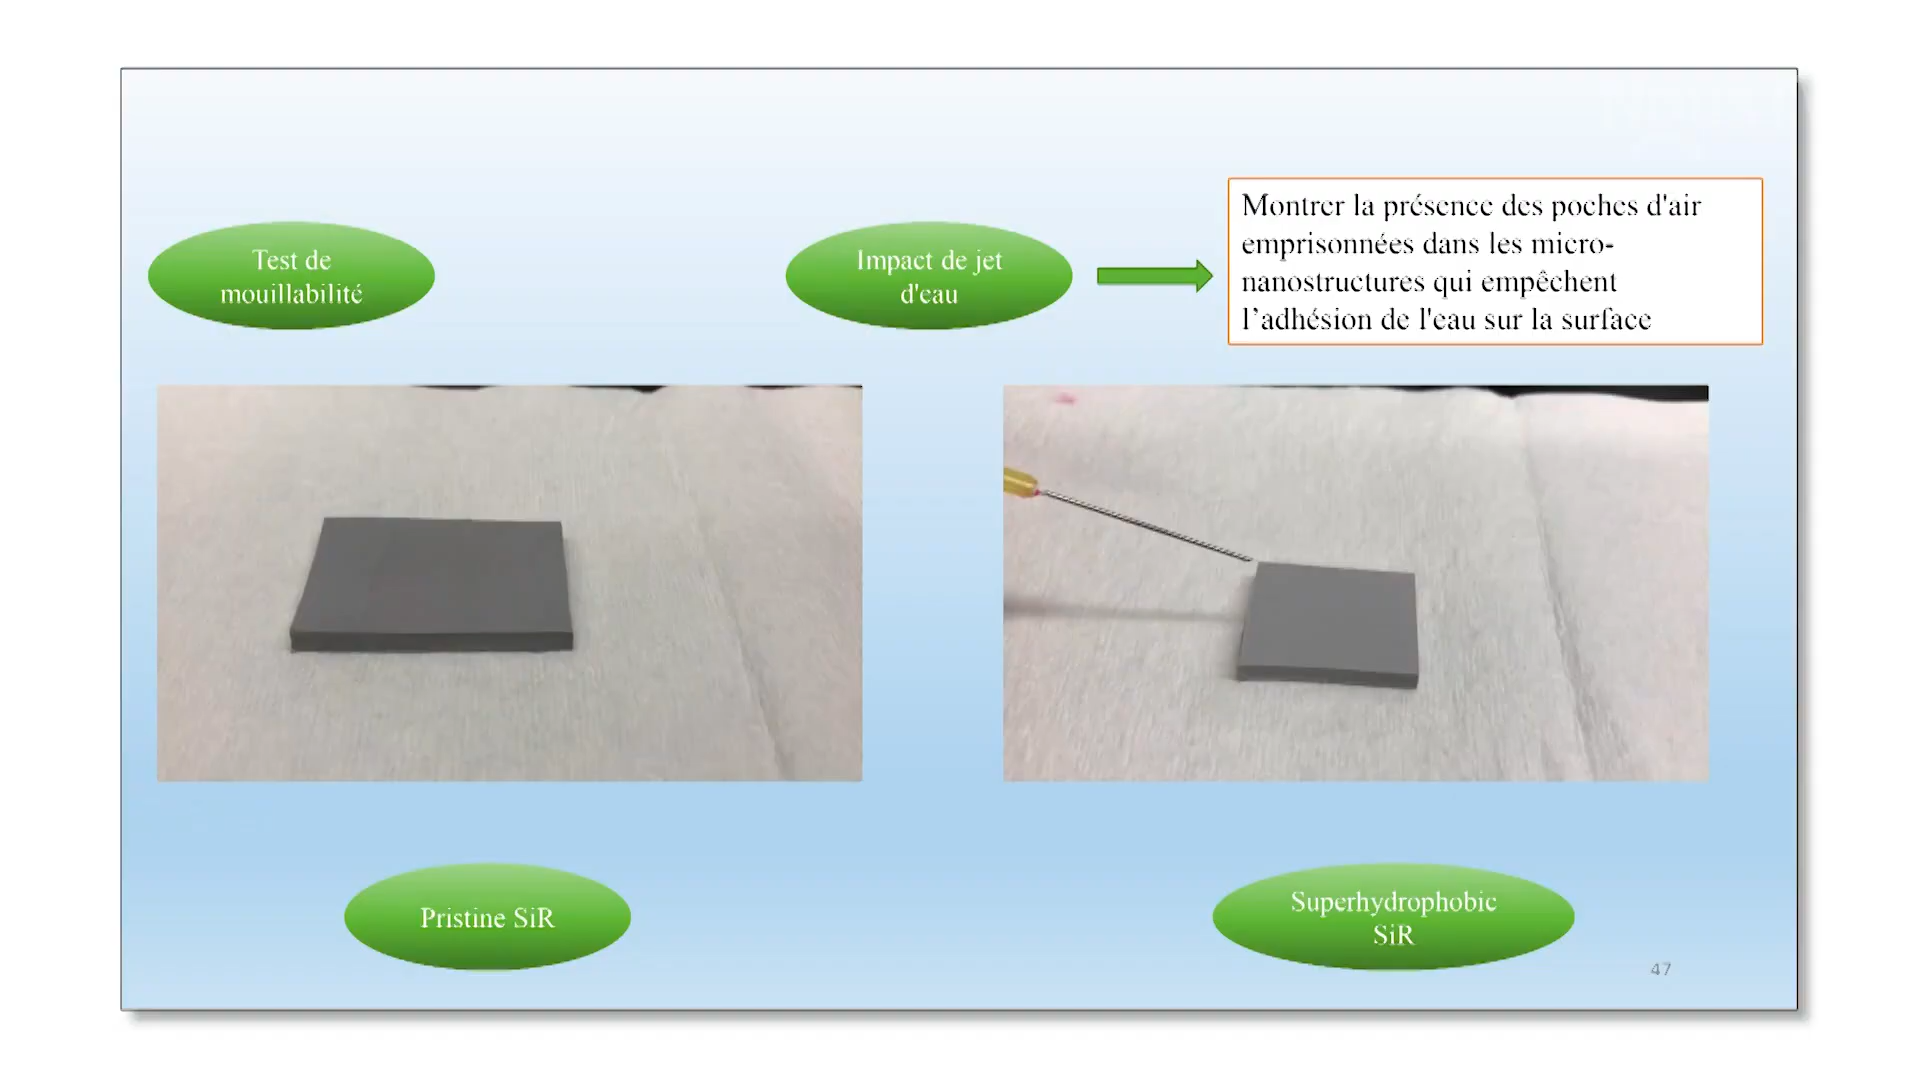 Test de
mouillabilité
Impact de jet
d'eau
Montrer la présence des poches d'air
emprisonnées dans les micro-
nanostructures qui empêchent
l’adhésion de l'eau sur la surface
Pristine SiR
Superhydrophobic
SiR
47